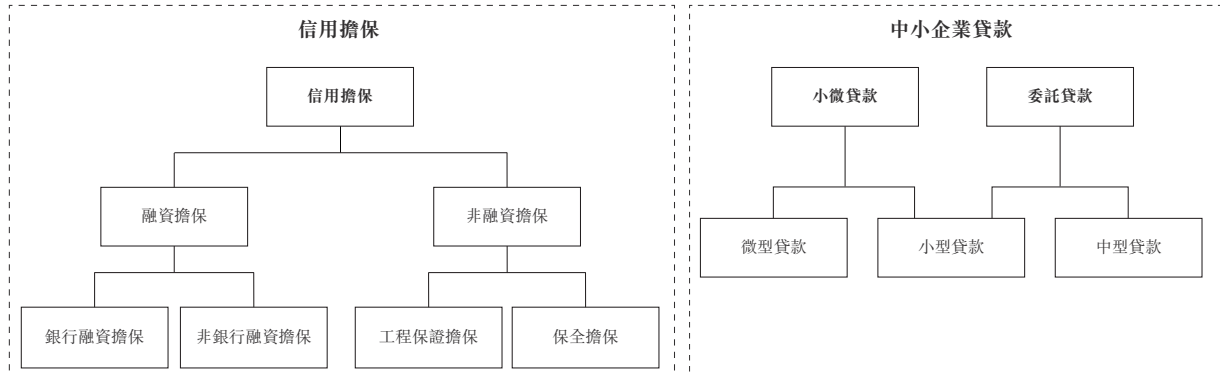 信用擔保
信用擔保
融資擔保
非融資擔保
銀行融資擔保
非銀行融資擔保
工程保證擔保
保全擔保
中小企業貸款
小微貸款
委託貸款
微型貸款
小型貸款
中型貸款